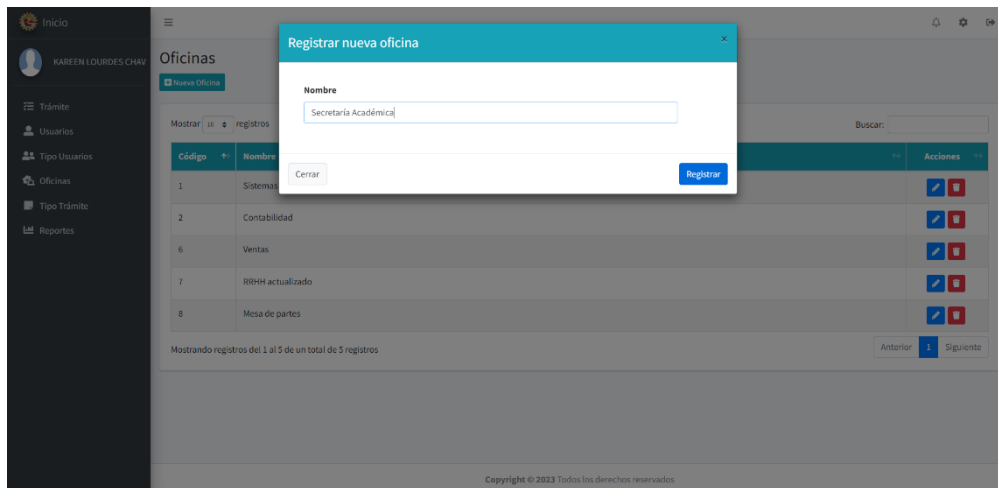 Inicio
KAREEN LOURDES CHAV
Trámite
Usuarios
Tipo Usuarios
Oficinas
Tipo Trámite
Reportes
Oficinas
Nueva Oficina
Registrar nueva oficina
×
Nombre
Secretaría Académica
Cerrar
Registrar
Mostrar 10 registros
Buscar:
Código Nombre Acciones
1 Sistemas
2 Contabilidad
6 Ventas
7 RRHH actualizado
8 Mesa de partes
Mostrando registros del 1 al 5 de un total de 5 registros
Anterior 1 Siguiente
Copyright © 2023 Todos los derechos reservados